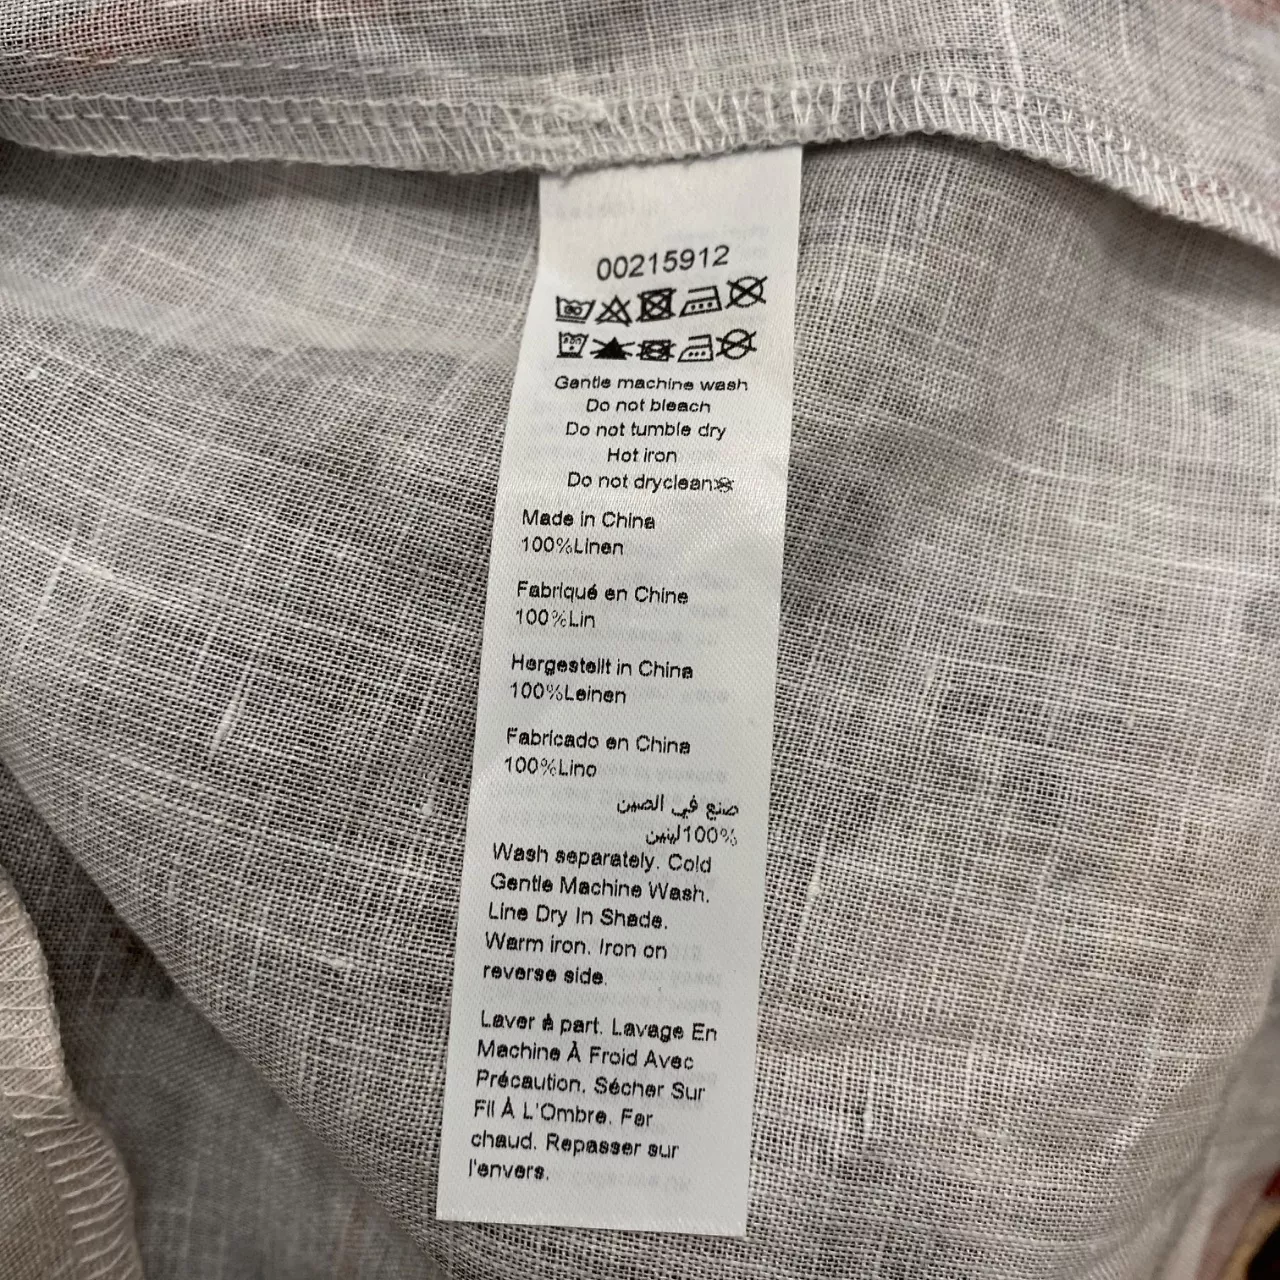 00215912
Gentle machine wash
Do not bleach
Do not tumble dry
Hot iron
Do not dryclean
Made in China
100%Linen
Fabriqué en Chine
100%Lin
Hergestellt in China
100%Leinen
Fabricado en China
100%Lino
صنع في الصين
100%لينين
Wash separately. Cold
Gentle Machine Wash.
Line Dry In Shade.
Warm iron. Iron on
reverse side.
Laver à part. Lavage En
Machine À Froid Avec
Précaution. Sécher Sur
Fil À L'Ombre. Fer
chaud. Repasser sur
l'envers.